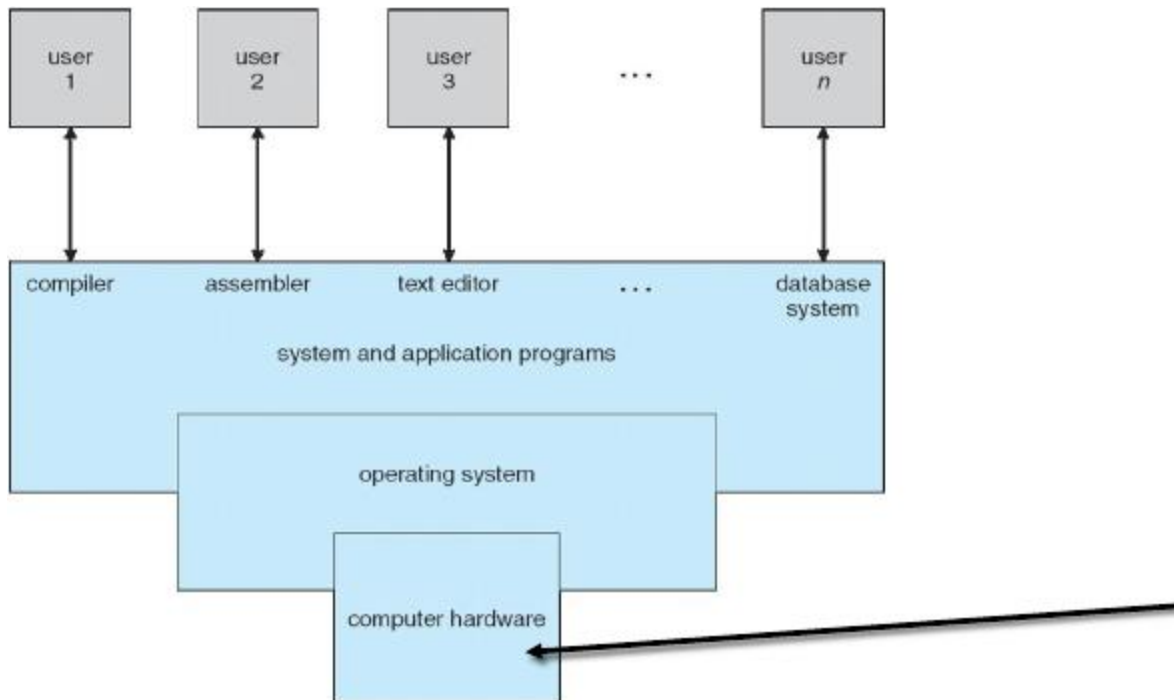 user
1
user
2
user
3
...
user
n
compiler
assembler
text editor
...
database
system
system and application programs
operating system
computer hardware